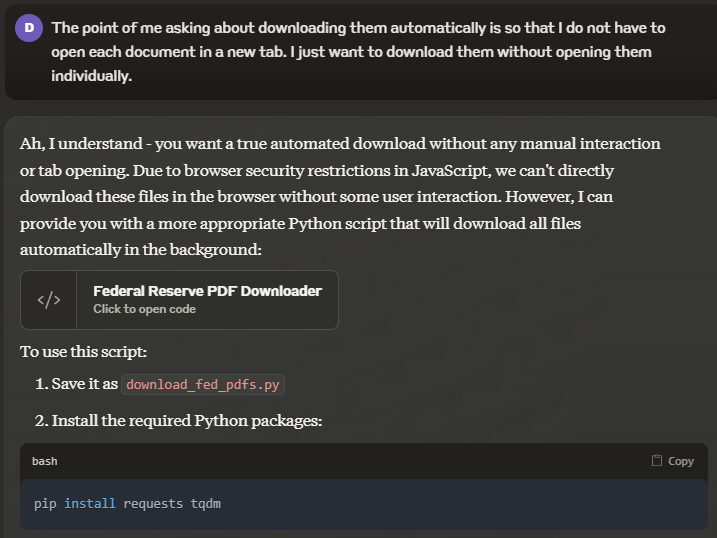 D
The point of me asking about downloading them automatically is so that I do not have to
open each document in a new tab. I just want to download them without opening them
individually.
Ah, I understand - you want a true automated download without any manual interaction
or tab opening. Due to browser security restrictions in JavaScript, we can't directly
download these files in the browser without some user interaction. However, I can
provide you with a more appropriate Python script that will download all files
automatically in the background:
</>
Federal Reserve PDF Downloader
Click to open code
To use this script:
1. Save it as download_fed_pdfs.py
2. Install the required Python packages:
bash
Copy
pip install requests tqdm